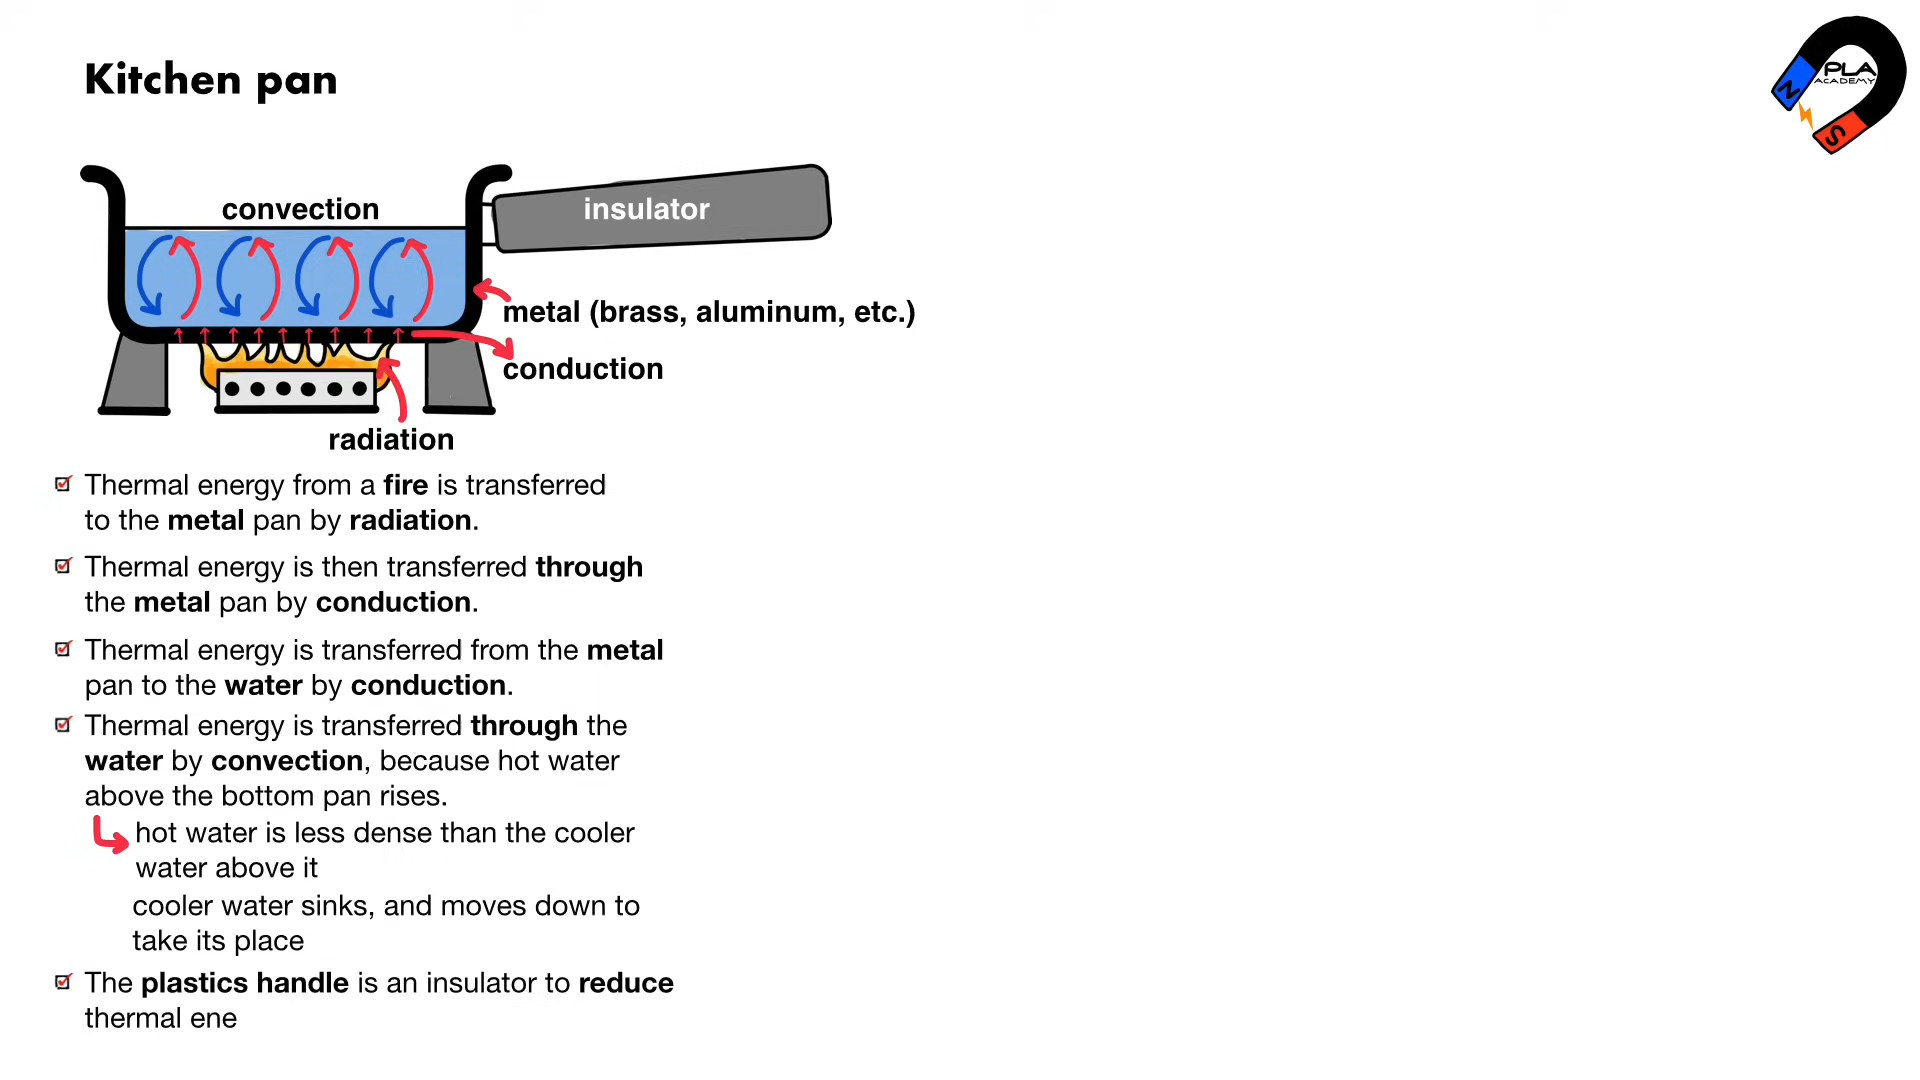 Kitchen pan
PLA
ACADEMY
N
S
convection
insulator
metal (brass, aluminum, etc.)
conduction
radiation
Thermal energy from a fire is transferred
to the metal pan by radiation.
Thermal energy is then transferred through
the metal pan by conduction.
Thermal energy is transferred from the metal
pan to the water by conduction.
Thermal energy is transferred through the
water by convection, because hot water
above the bottom pan rises.
hot water is less dense than the cooler
water above it
cooler water sinks, and moves down to
take its place
The plastics handle is an insulator to reduce
thermal ene